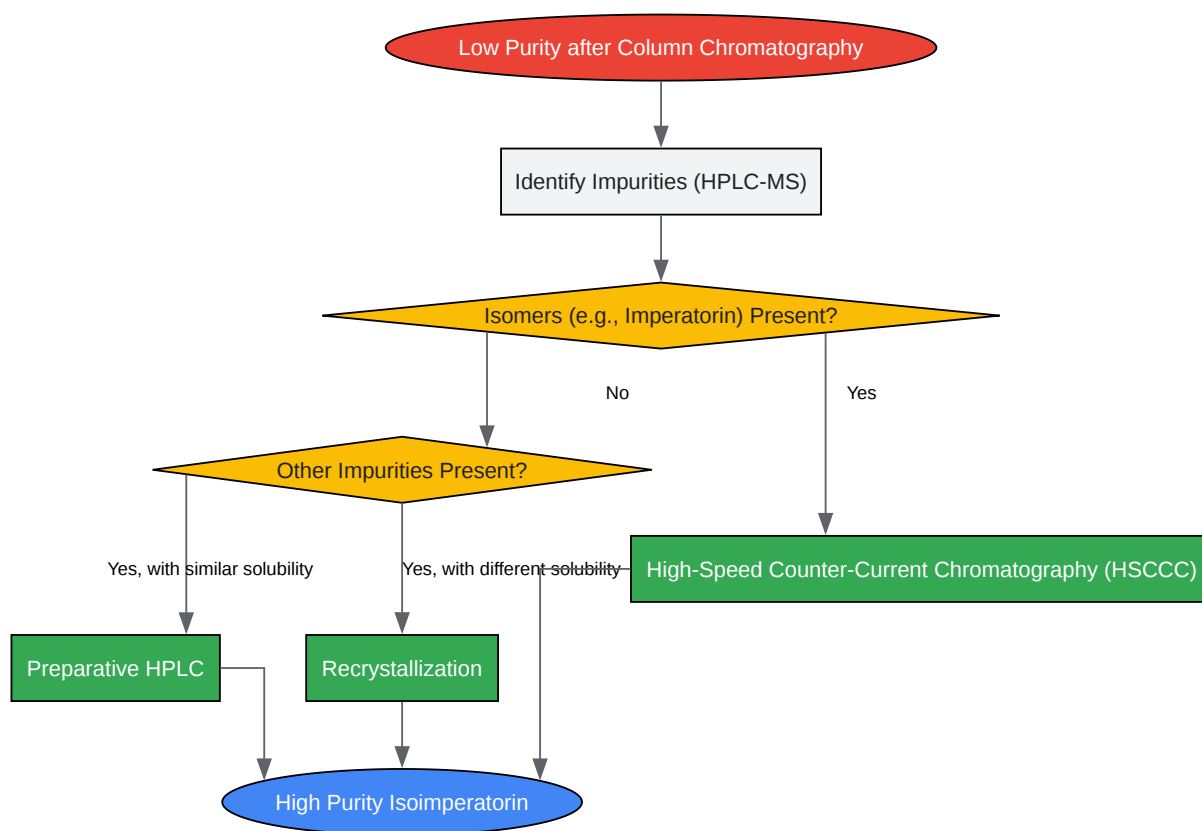 Low Purity after Column Chromatography
Identify Impurities (HPLC-MS)
Isomers (e.g., Imperatorin) Present?
No
Yes
Other Impurities Present?
Yes, with similar solubility
Yes, with different solubility
High-Speed Counter-Current Chromatography (HSCCC)
Preparative HPLC
Recrystallization
High Purity Isoimperatorin